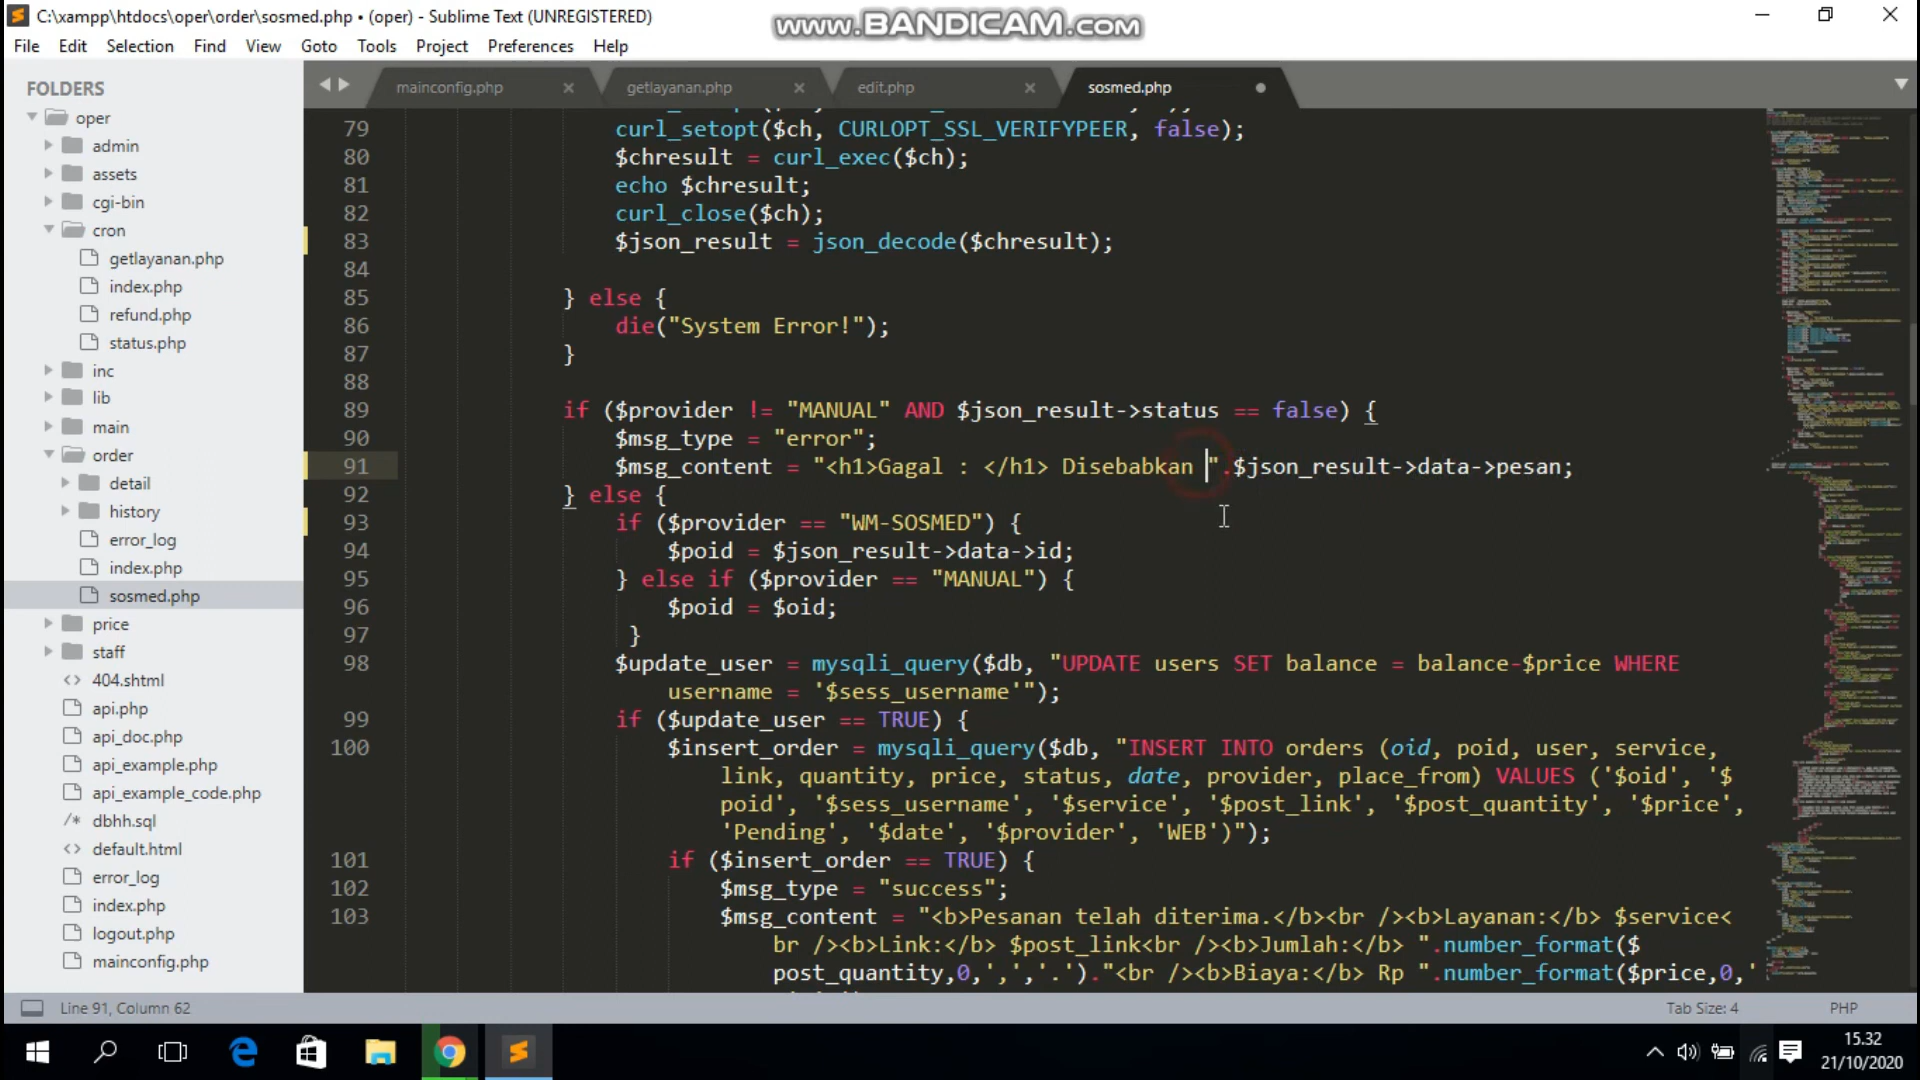 C:\xampp\htdocs\oper\order\sosmed.php • (oper) - Sublime Text (UNREGISTERED)
www.BANDICAM.com
File Edit Selection Find View Goto Tools Project Preferences Help
FOLDERS
oper
admin
assets
cgi-bin
cron
getlayanan.php
index.php
refund.php
status.php
inc
lib
main
order
detail
history
error_log
index.php
sosmed.php
price
staff
404.shtml
api.php
api_doc.php
api_example.php
api_example_code.php
dbhh.sql
default.html
error_log
index.php
logout.php
mainconfig.php
mainconfig.php getlayanan.php edit.php sosmed.php
79 curl_setopt($ch, CURLOPT_SSL_VERIFYPEER, false);
80 $chresult = curl_exec($ch);
81 echo $chresult;
82 curl_close($ch);
83 $json_result = json_decode($chresult);
84
85 } else {
86 die("System Error!");
87 }
88
89 if ($provider != "MANUAL" AND $json_result->status == false) {
90 $msg_type = "error";
91 $msg_content = "<h1>Gagal : </h1> Disebabkan ".$json_result->data->pesan;
92 } else {
93 if ($provider == "WM-SOSMED") {
94 $poid = $json_result->data->id;
95 } else if ($provider == "MANUAL") {
96 $poid = $oid;
97 }
98 $update_user = mysqli_query($db, "UPDATE users SET balance = balance-$price WHERE
username = '$sess_username'");
99 if ($update_user == TRUE) {
100 $insert_order = mysqli_query($db, "INSERT INTO orders (oid, poid, user, service,
link, quantity, price, status, date, provider, place_from) VALUES ('$oid', '$
poid', '$sess_username', '$service', '$post_link', '$post_quantity', '$price',
'Pending', '$date', '$provider', 'WEB')");
101 if ($insert_order == TRUE) {
102 $msg_type = "success";
103 $msg_content = "<b>Pesanan telah diterima.</b><br /><b>Layanan:</b> $service<
br /><b>Link:</b> $post_link<br /><b>Jumlah:</b> ".number_format($
post_quantity,0,',','.')."<br /><b>Biaya:</b> Rp ".number_format($price,0,'
Line 91, Column 62
Tab Size: 4
PHP
15.32
21/10/2020